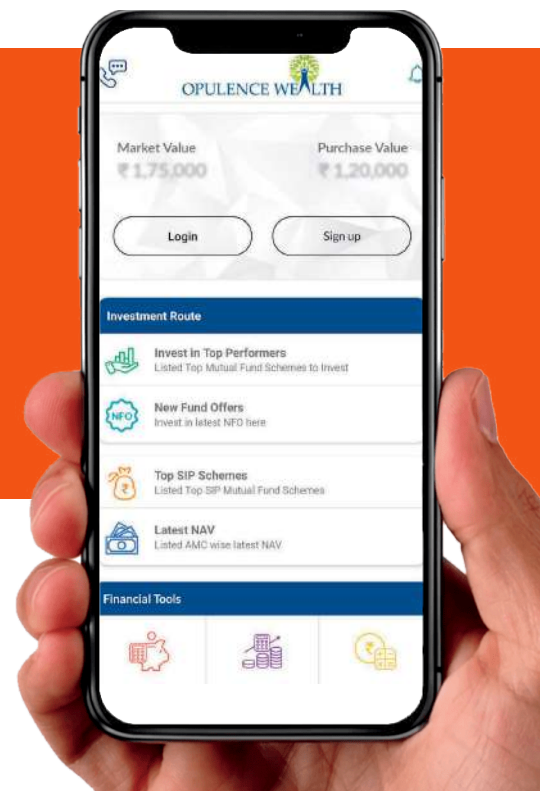 OPULENCE WEALTH
Market Value
Purchase Value
₹ 1,75,000
₹ 1,20,000
Login
Sign up
Investment Route
Invest in Top Performers
Listed Top Mutual Fund Schemes to Invest
NFO
New Fund Offers
Invest in latest NFO here
Top SIP Schemes
Listed Top SIP Mutual Fund Schemes
₹
Latest NAV
Listed AMC wise latest NAV
Financial Tools
₹